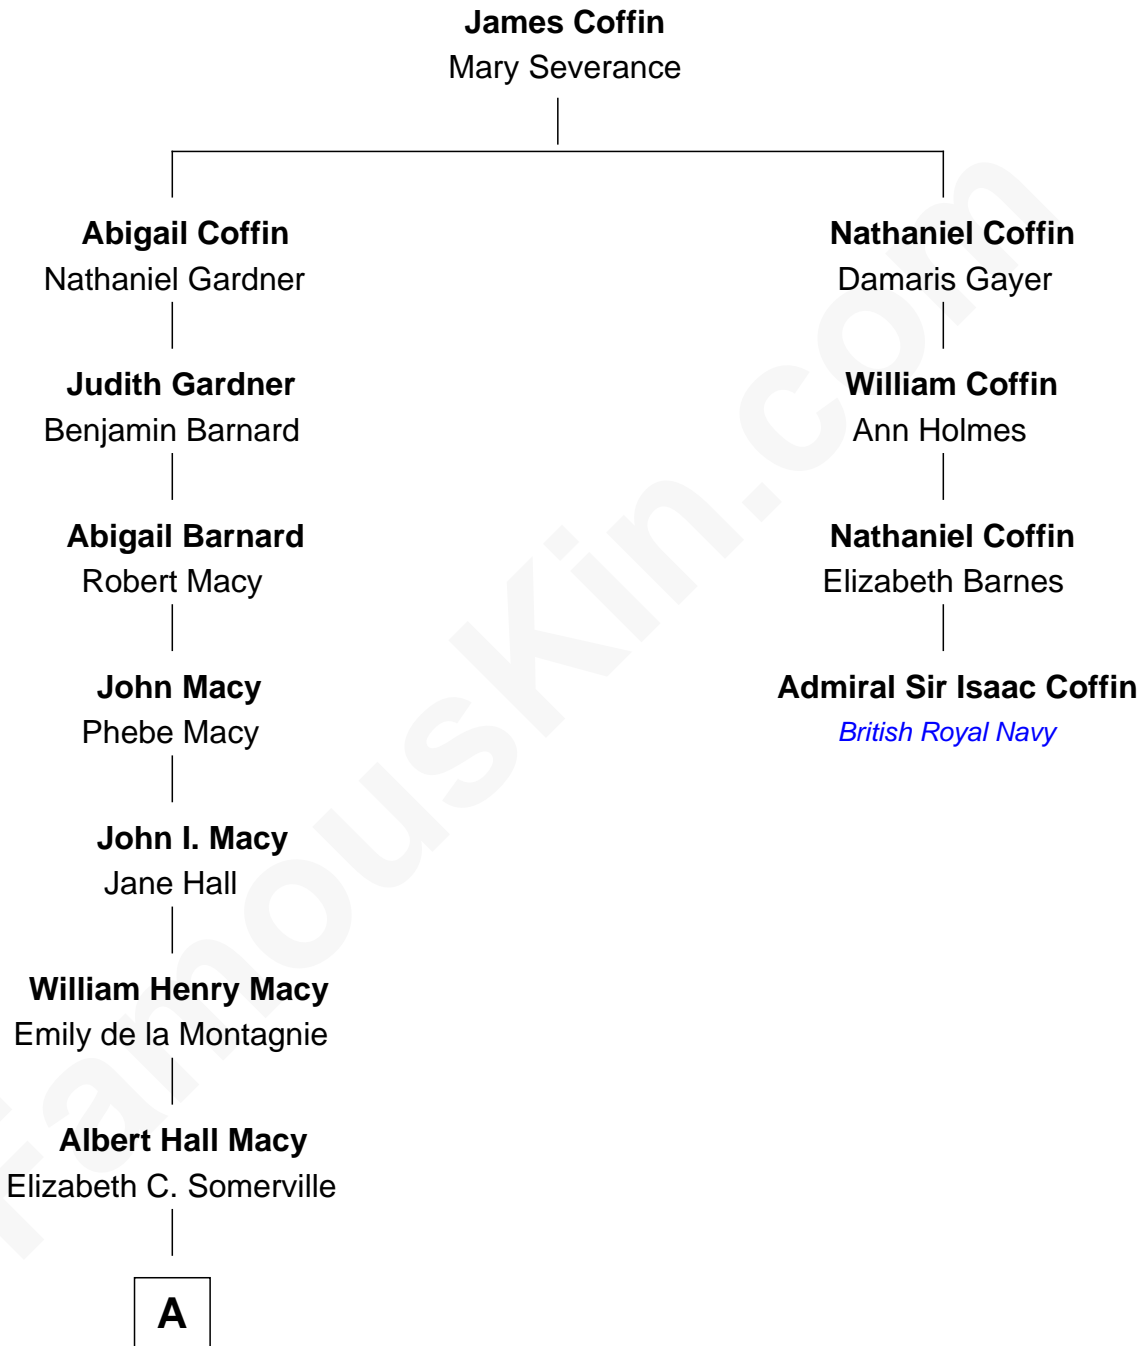 James Coffin
Mary Severance
Abigail Coffin
Nathaniel Gardner
Nathaniel Coffin
Damaris Gayer
Judith Gardner
Benjamin Barnard
William Coffin
Ann Holmes
Abigail Barnard
Robert Macy
Nathaniel Coffin
Elizabeth Barnes
John Macy
Phebe Macy
Admiral Sir Isaac Coffin
British Royal Navy
John I. Macy
Jane Hall
William Henry Macy
Emily de la Montagnie
Albert Hall Macy
Elizabeth C. Somerville
A
FamousKin.com